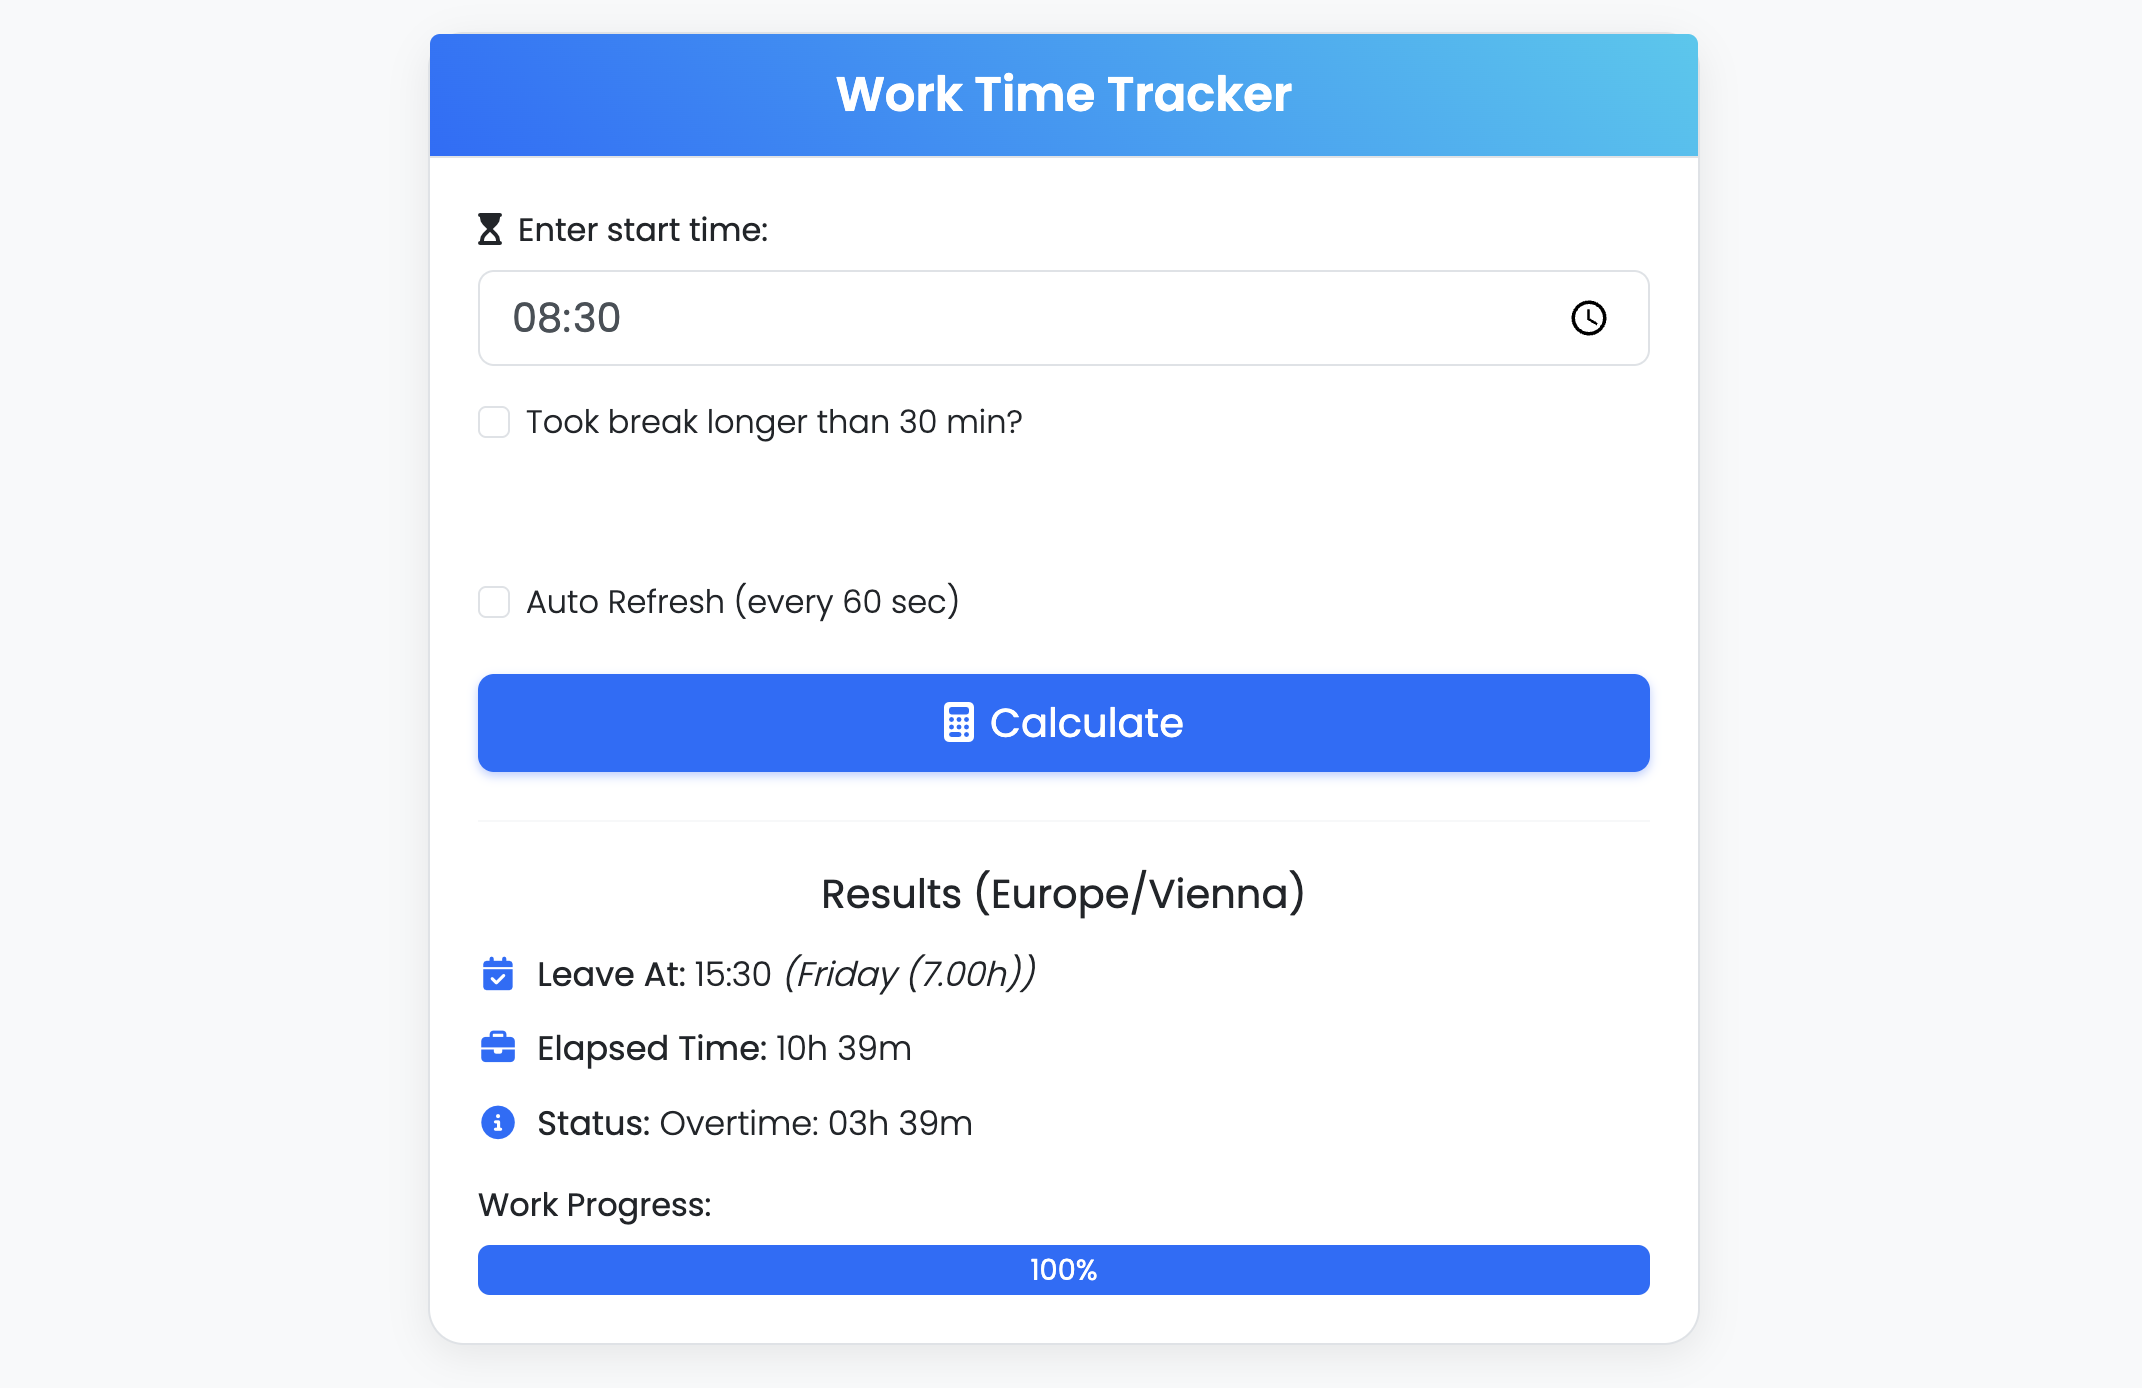 Work Time Tracker
Enter start time:
08:30
Took break longer than 30 min?
Auto Refresh (every 60 sec)
Calculate
Results (Europe/Vienna)
Leave At: 15:30 (Friday (7.00h))
Elapsed Time: 10h 39m
Status: Overtime: 03h 39m
Work Progress:
100%